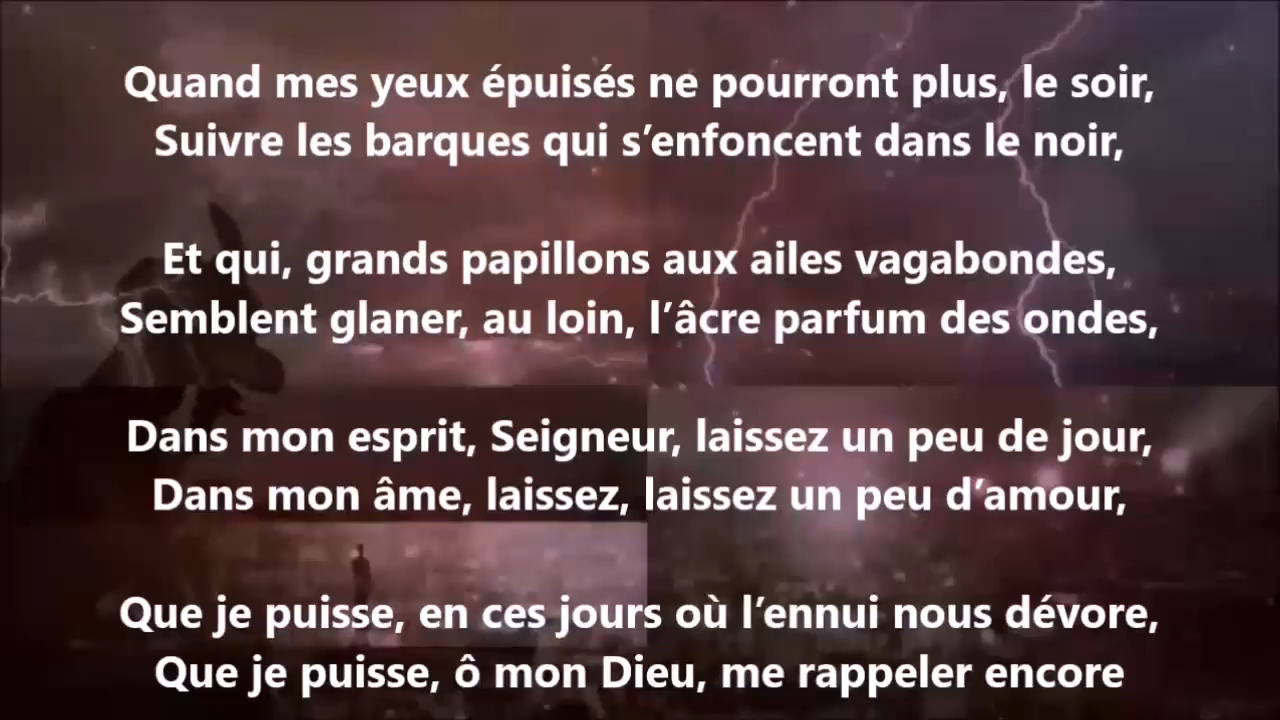 Quand mes yeux épuisés ne pourront plus, le soir,
Suivre les barques qui s’enfoncent dans le noir,
Et qui, grands papillons aux ailes vagabondes,
Semblent glaner, au loin, l’âcre parfum des ondes,
Dans mon esprit, Seigneur, laissez un peu de jour,
Dans mon âme, laissez, laissez un peu d’amour,
Que je puisse, en ces jours où l’ennui nous dévore,
Que je puisse, ô mon Dieu, me rappeler encore